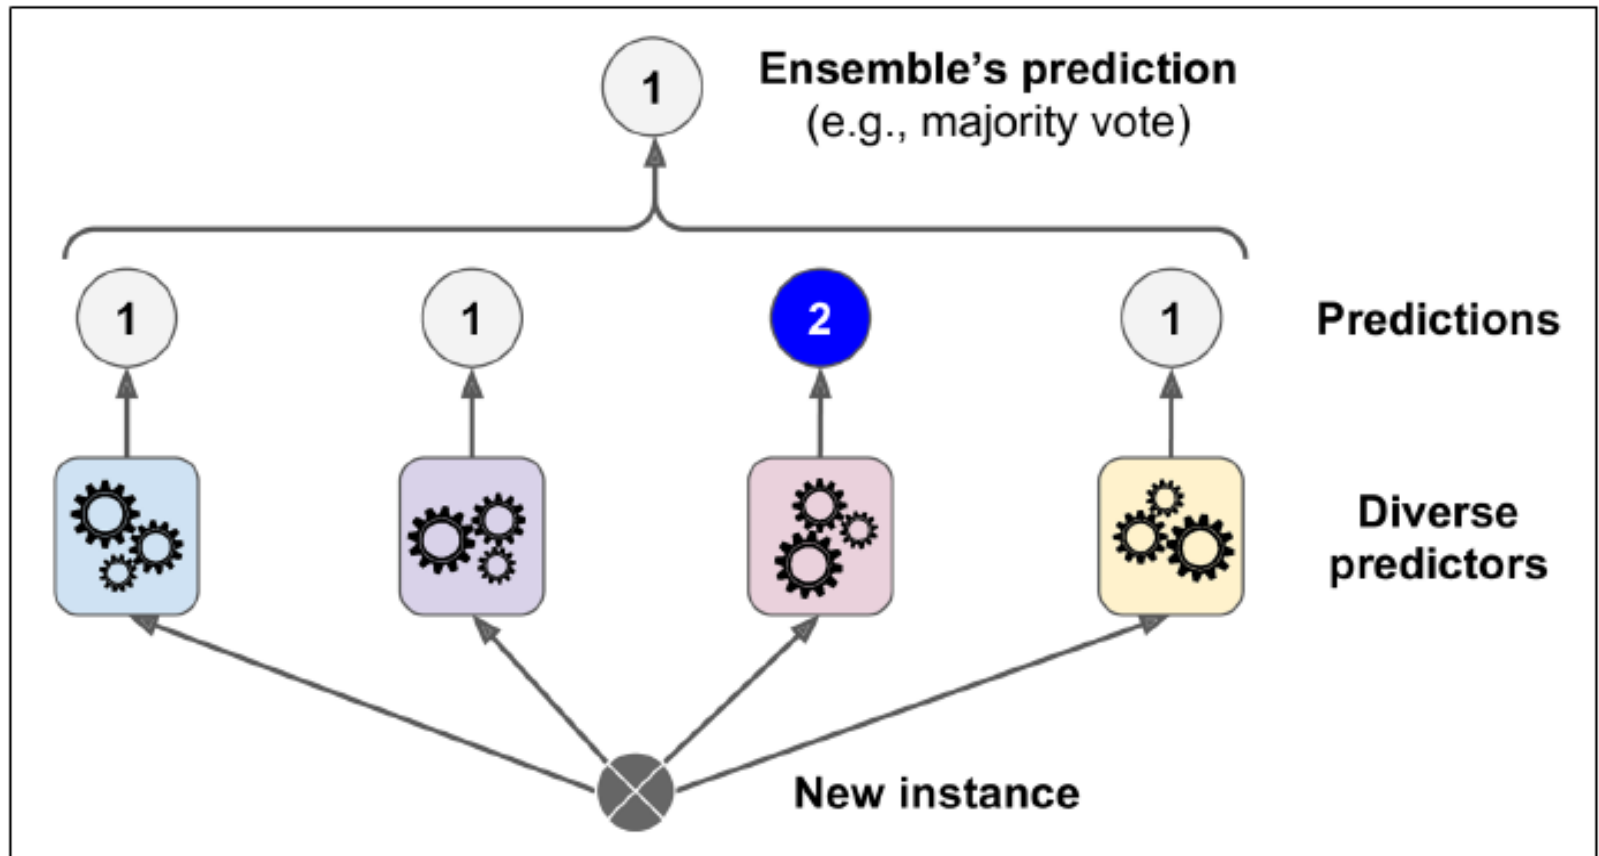 1
Ensemble’s prediction
(e.g., majority vote)
1
1
2
1
Predictions
Diverse
predictors
New instance